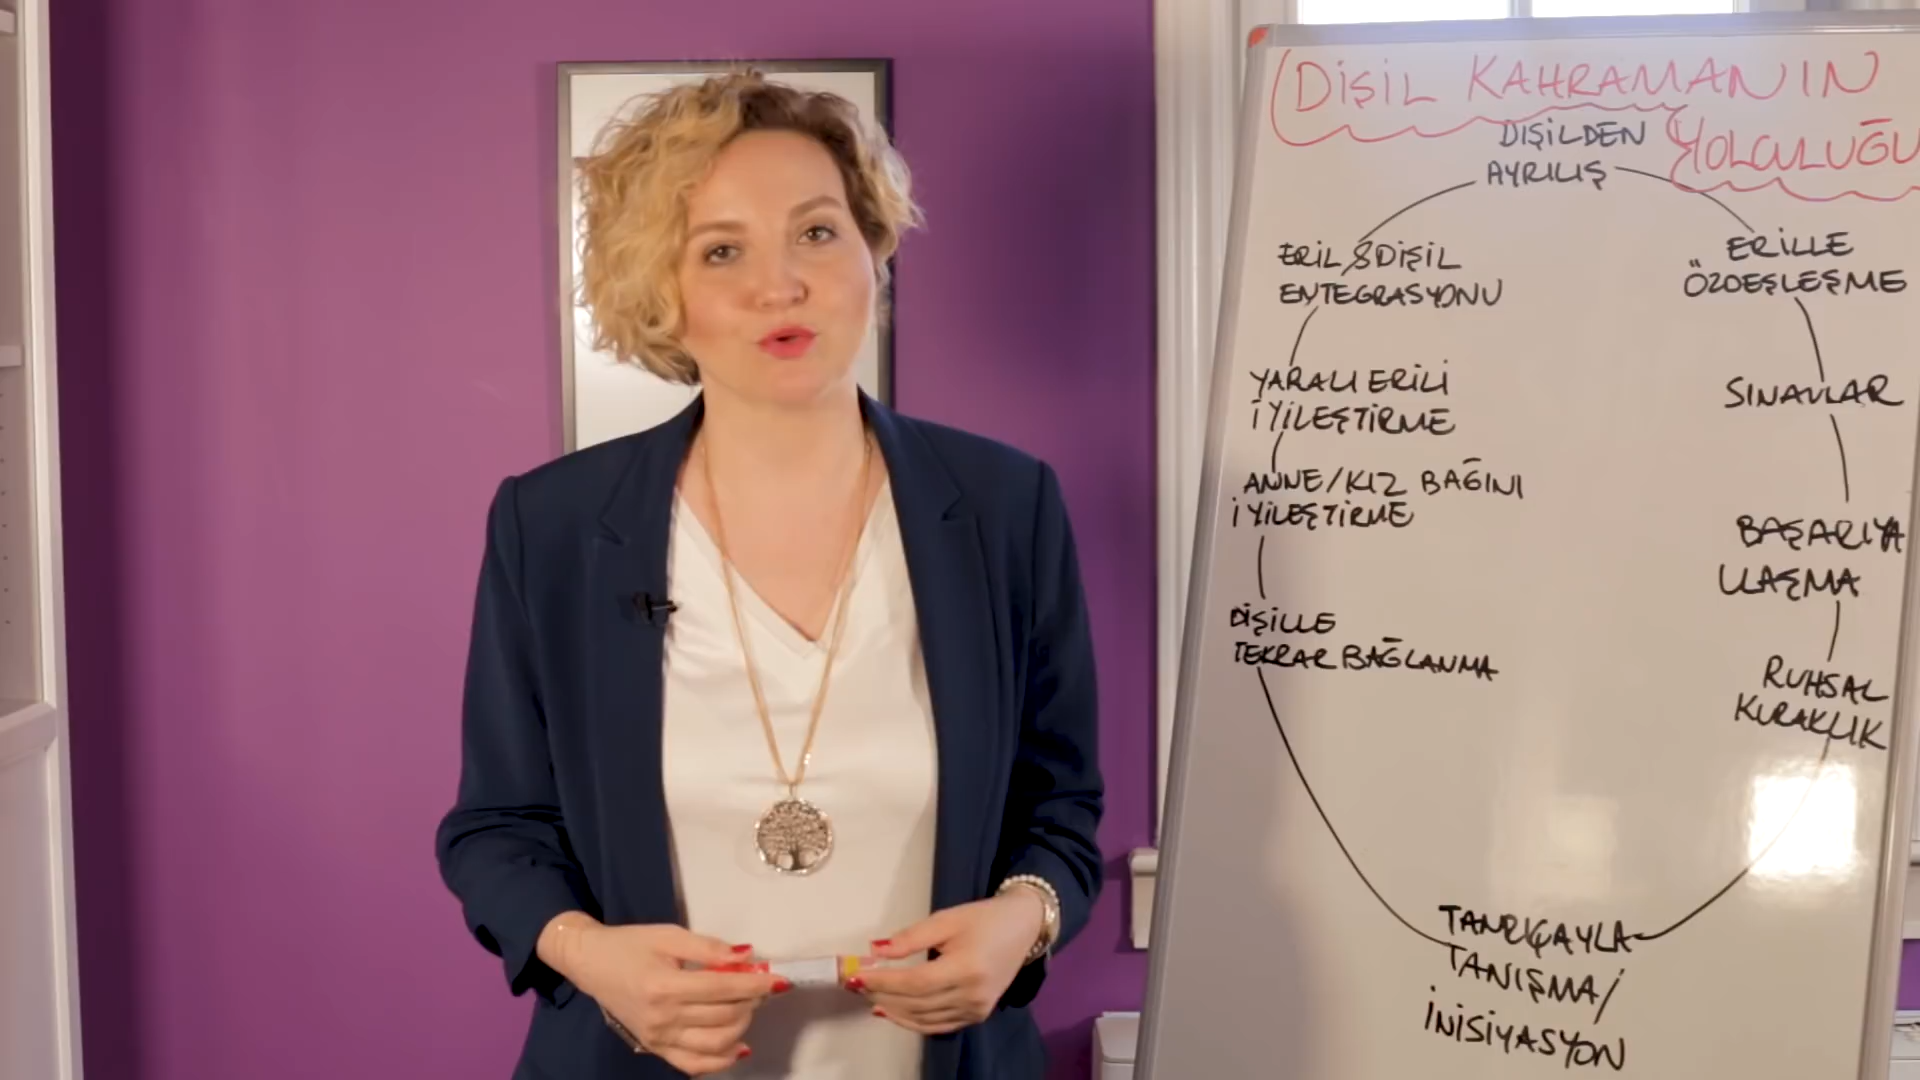 DİŞİL KAHRAMANIN
YOLCULUĞU
DIŞİLDEN
AYRILIŞ
ERİLLE
ÖZDEŞLEŞME
SINAVLAR
BAŞARIYA
ULAŞMA
RUHSAL
KURAKLIK
TANRIÇAYLA
TANIŞMA/
İNİSİYASYON
DİŞİLLE
TEKRAR BAĞLANMA
ANNE/KIZ BAĞINI
İYİLEŞTİRME
YARALI ERİLİ
İYİLEŞTİRME
ERİL & DİŞİL
ENTEGRASYONU